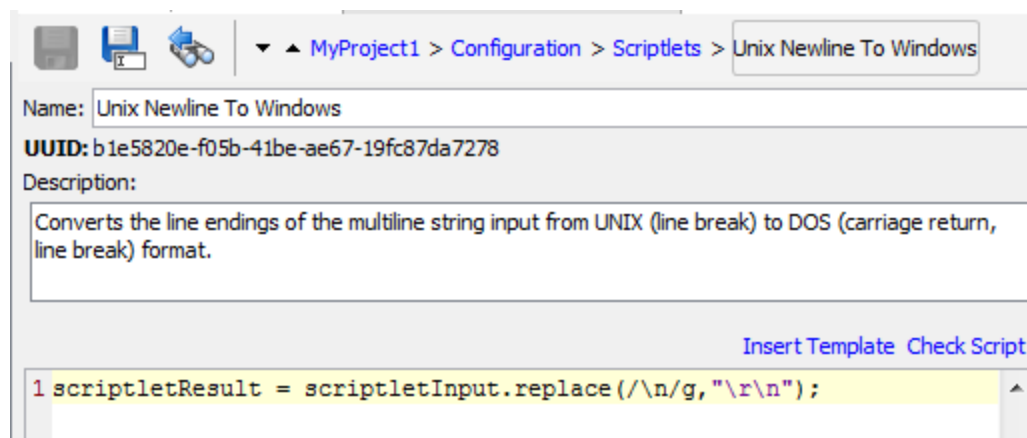 MyProject1 > Configuration > Scriptlets > Unix Newline To Windows
Name: Unix Newline To Windows
UUID: b1e5820e-f05b-41be-ae67-19fc87da7278
Description:
Converts the line endings of the multiline string input from UNIX (line break) to DOS (carriage return,
line break) format.
Insert Template Check Script
1 scriptletResult = scriptletInput.replace(/\n/g,"\r\n");